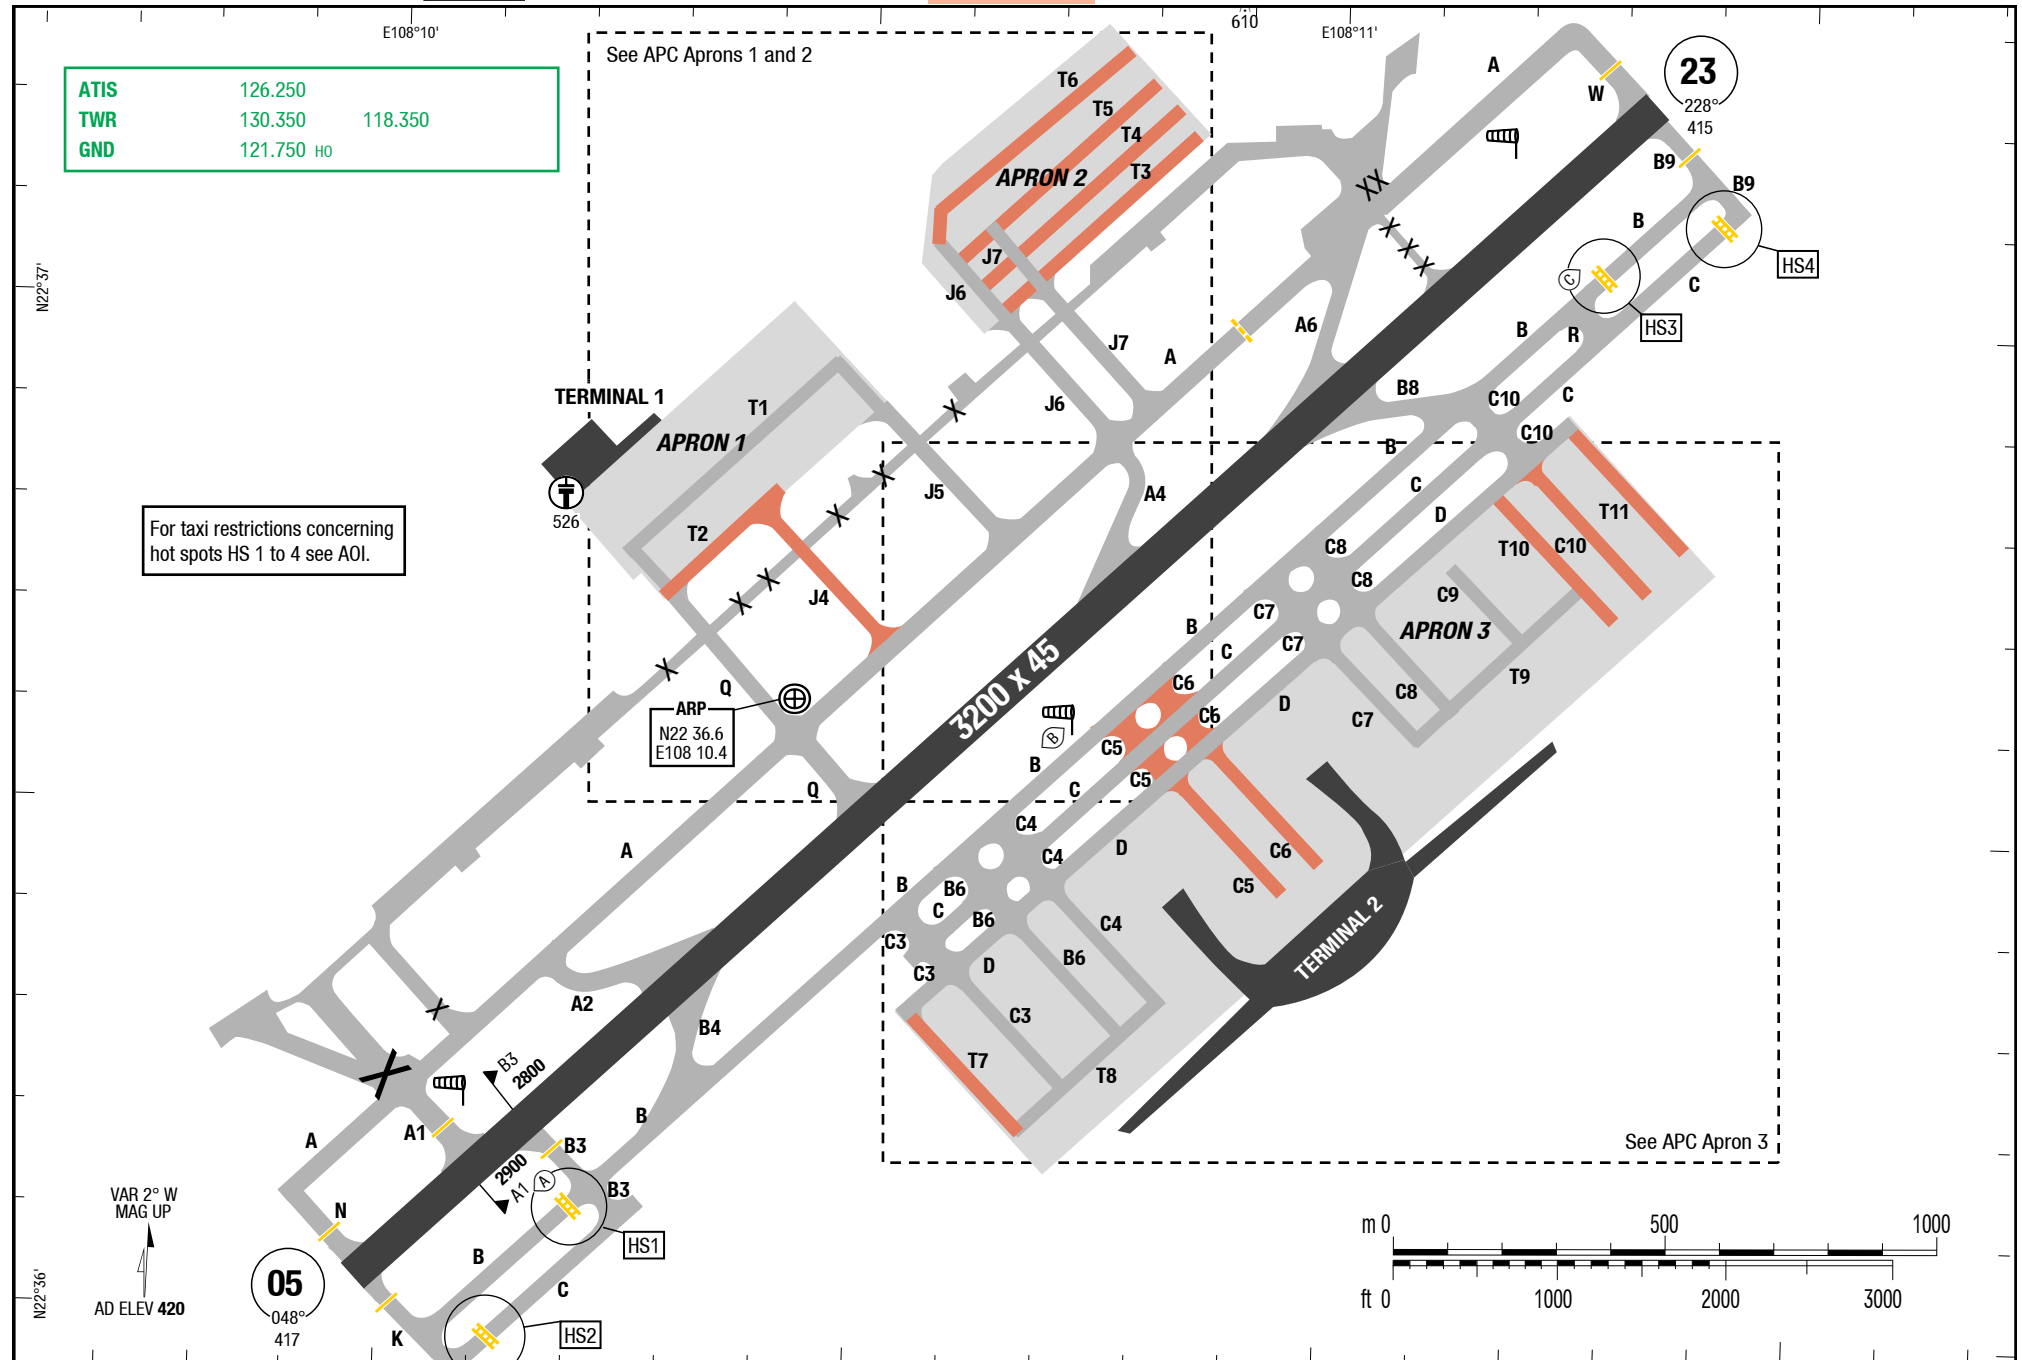 E108°10'
610
E108°11'
See APC Aprons 1 and 2
ATIS 126.250
TWR 130.350 118.350
GND 121.750 HO
T6
T5
T4
T3
APRON 2
A
W
23
228°
415
B9
B9
B
HS4
C
C
HS3
N22°37'
J7
J6
A6
J7
A
B
R
J6
B8
C10
C
TERMINAL 1
T1
APRON 1
C10
B
C
J5
A4
D
T11
526
T2
T10
C10
For taxi restrictions concerning
hot spots HS 1 to 4 see AOI.
C8
C8
J4
C9
C7
B
C7
APRON 3
C
3200 x 45
Q
C6
C8
T9
C6
D
C7
ARP
N22 36.6
E108 10.4
B
C5
B
C5
C
Q
C4
A
C4
D
C6
C5
B
B6
C
B6
C4
C3
TERMINAL 2
C3
D
B6
A2
C3
B4
T7
T8
B3
2800
A
A1
B
B3
See APC Apron 3
2900
A1
A
B3
VAR 2° W
MAG UP
N
HS1
B
C
05
048°
417
AD ELEV 420
N22°36'
K
HS2
m 0 500 1000
ft 0 1000 2000 3000